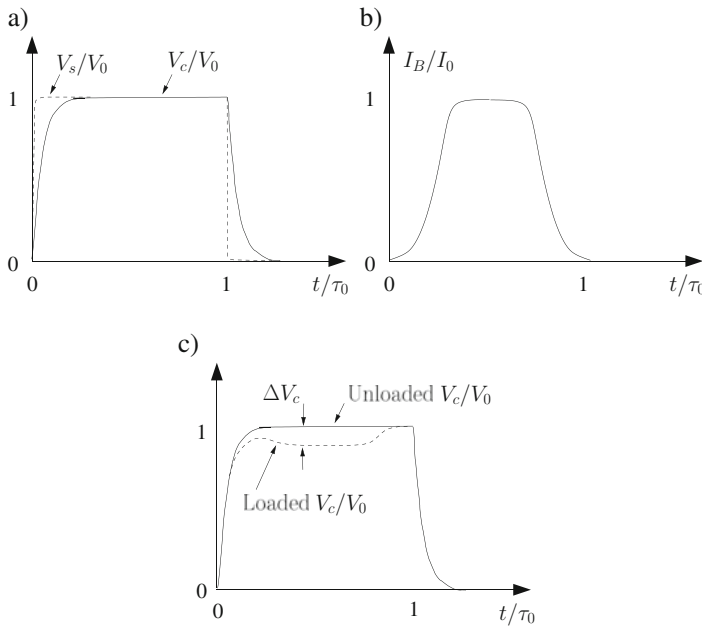 a)
V_s/V_0
V_c/V_0
1
0
0
1
t/τ_0
b)
I_B/I_0
1
0
0
1
t/τ_0
c)
ΔV_c
Unloaded V_c/V_0
1
Loaded V_c/V_0
0
0
1
t/τ_0